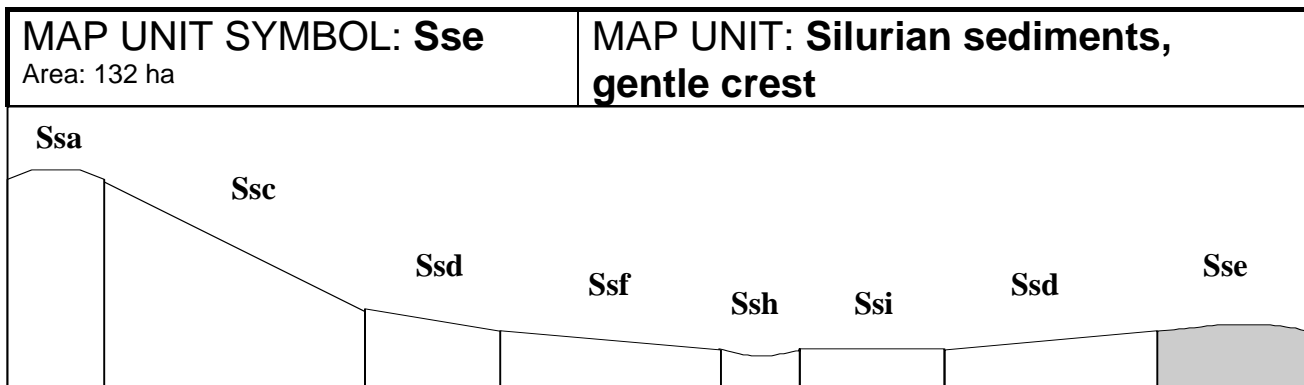 MAP UNIT SYMBOL: Sse
Area: 132 ha
MAP UNIT: Silurian sediments,
gentle crest
Ssa
Ssc
Ssd
Ssf
Ssh
Ssi
Ssd
Sse